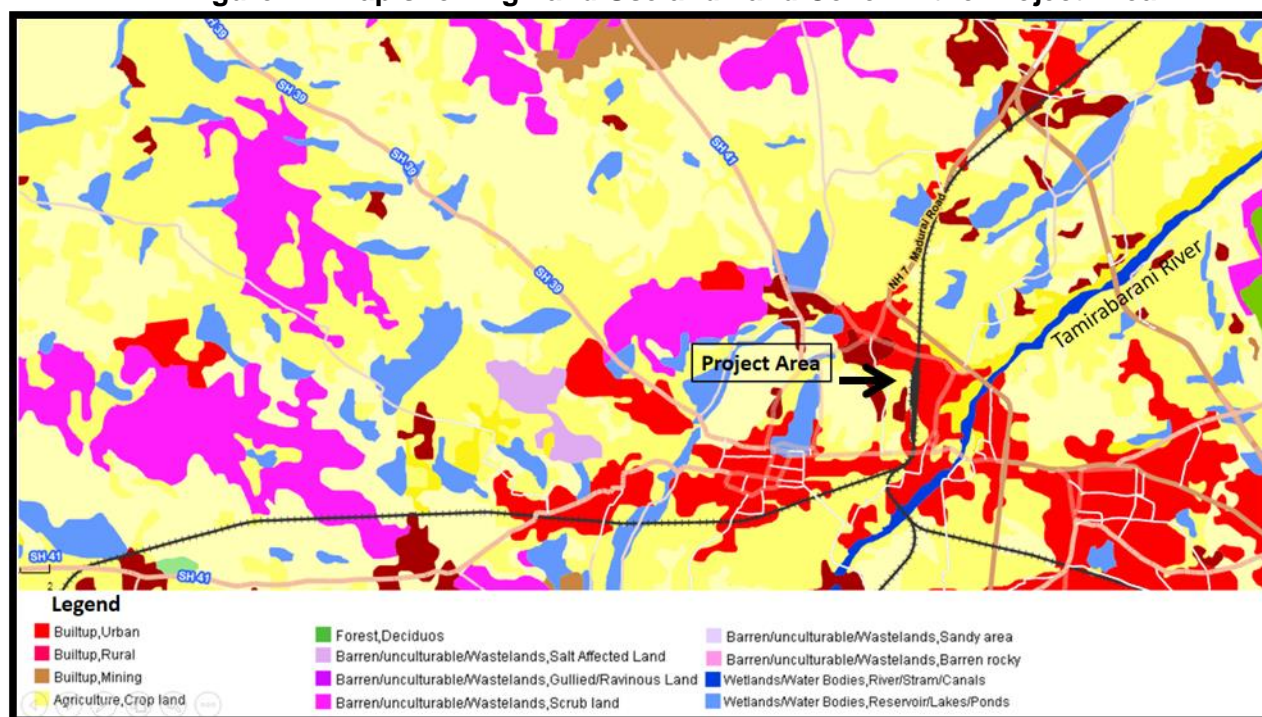 SH 39
SH 39
SH 39
SH 39
SH 41
NH 7 - Madurai Road
Tamirabarani River
Project Area
SH 41
SH 41
2
Legend
Builtup,Urban
Builtup,Rural
Builtup,Mining
Agriculture,Crop land
Forest,Deciduos
Barren/unculturable/Wastelands,Salt Affected Land
Barren/unculturable/Wastelands,Gullied/Ravinous Land
Barren/unculturable/Wastelands,Scrub land
Barren/unculturable/Wastelands,Sandy area
Barren/unculturable/Wastelands,Barren rocky
Wetlands/Water Bodies,River/Stram/Canals
Wetlands/Water Bodies,Reservoir/Lakes/Ponds